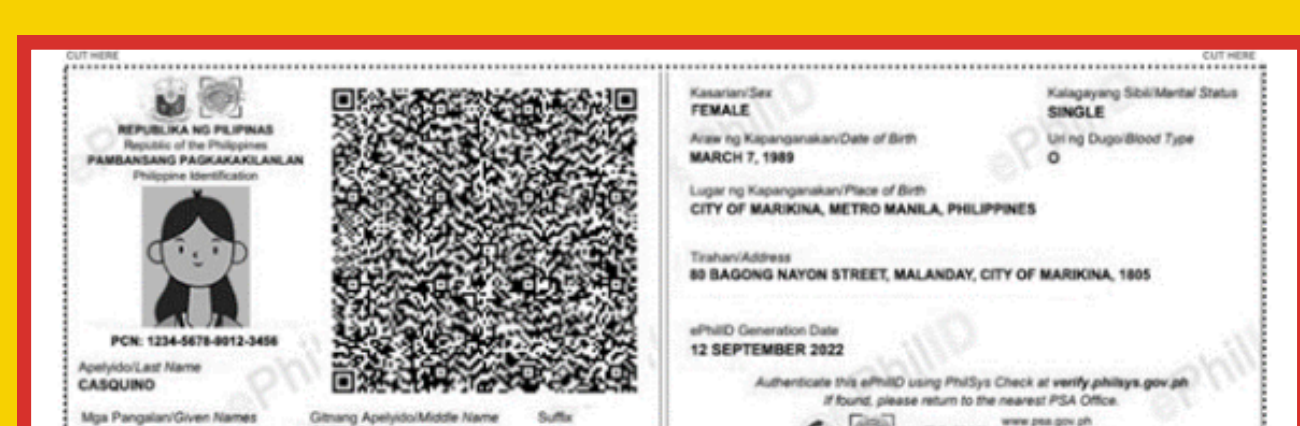 CUT HERE
CUT HERE
REPUBLIKA NG PILIPINAS
Republic of the Philippines
PAMBANSANG PAGKAKAKILANLAN
Philippine Identification
PCN: 1234-5678-9012-3456
Apelyido/Last Name
CASQUINO
Mga Pangalan/Given Names
Gitnang Apelyido/Middle Name
Suffix
Kasarian/Sex
FEMALE
Kalagayang Sibil/Marital Status
SINGLE
Araw ng Kapanganakan/Date of Birth
MARCH 7, 1989
Uri ng Dugo/Blood Type
O
Lugar ng Kapanganakan/Place of Birth
CITY OF MARIKINA, METRO MANILA, PHILIPPINES
Tirahan/Address
80 BAGONG NAYON STREET, MALANDAY, CITY OF MARIKINA, 1805
ePhilID Generation Date
12 SEPTEMBER 2022
Authenticate this ePhilID using PhilSys Check at verify.philsys.gov.ph
If found, please return to the nearest PSA Office.
www.psa.gov.ph
ePhilID
ePhilID
ePhilID